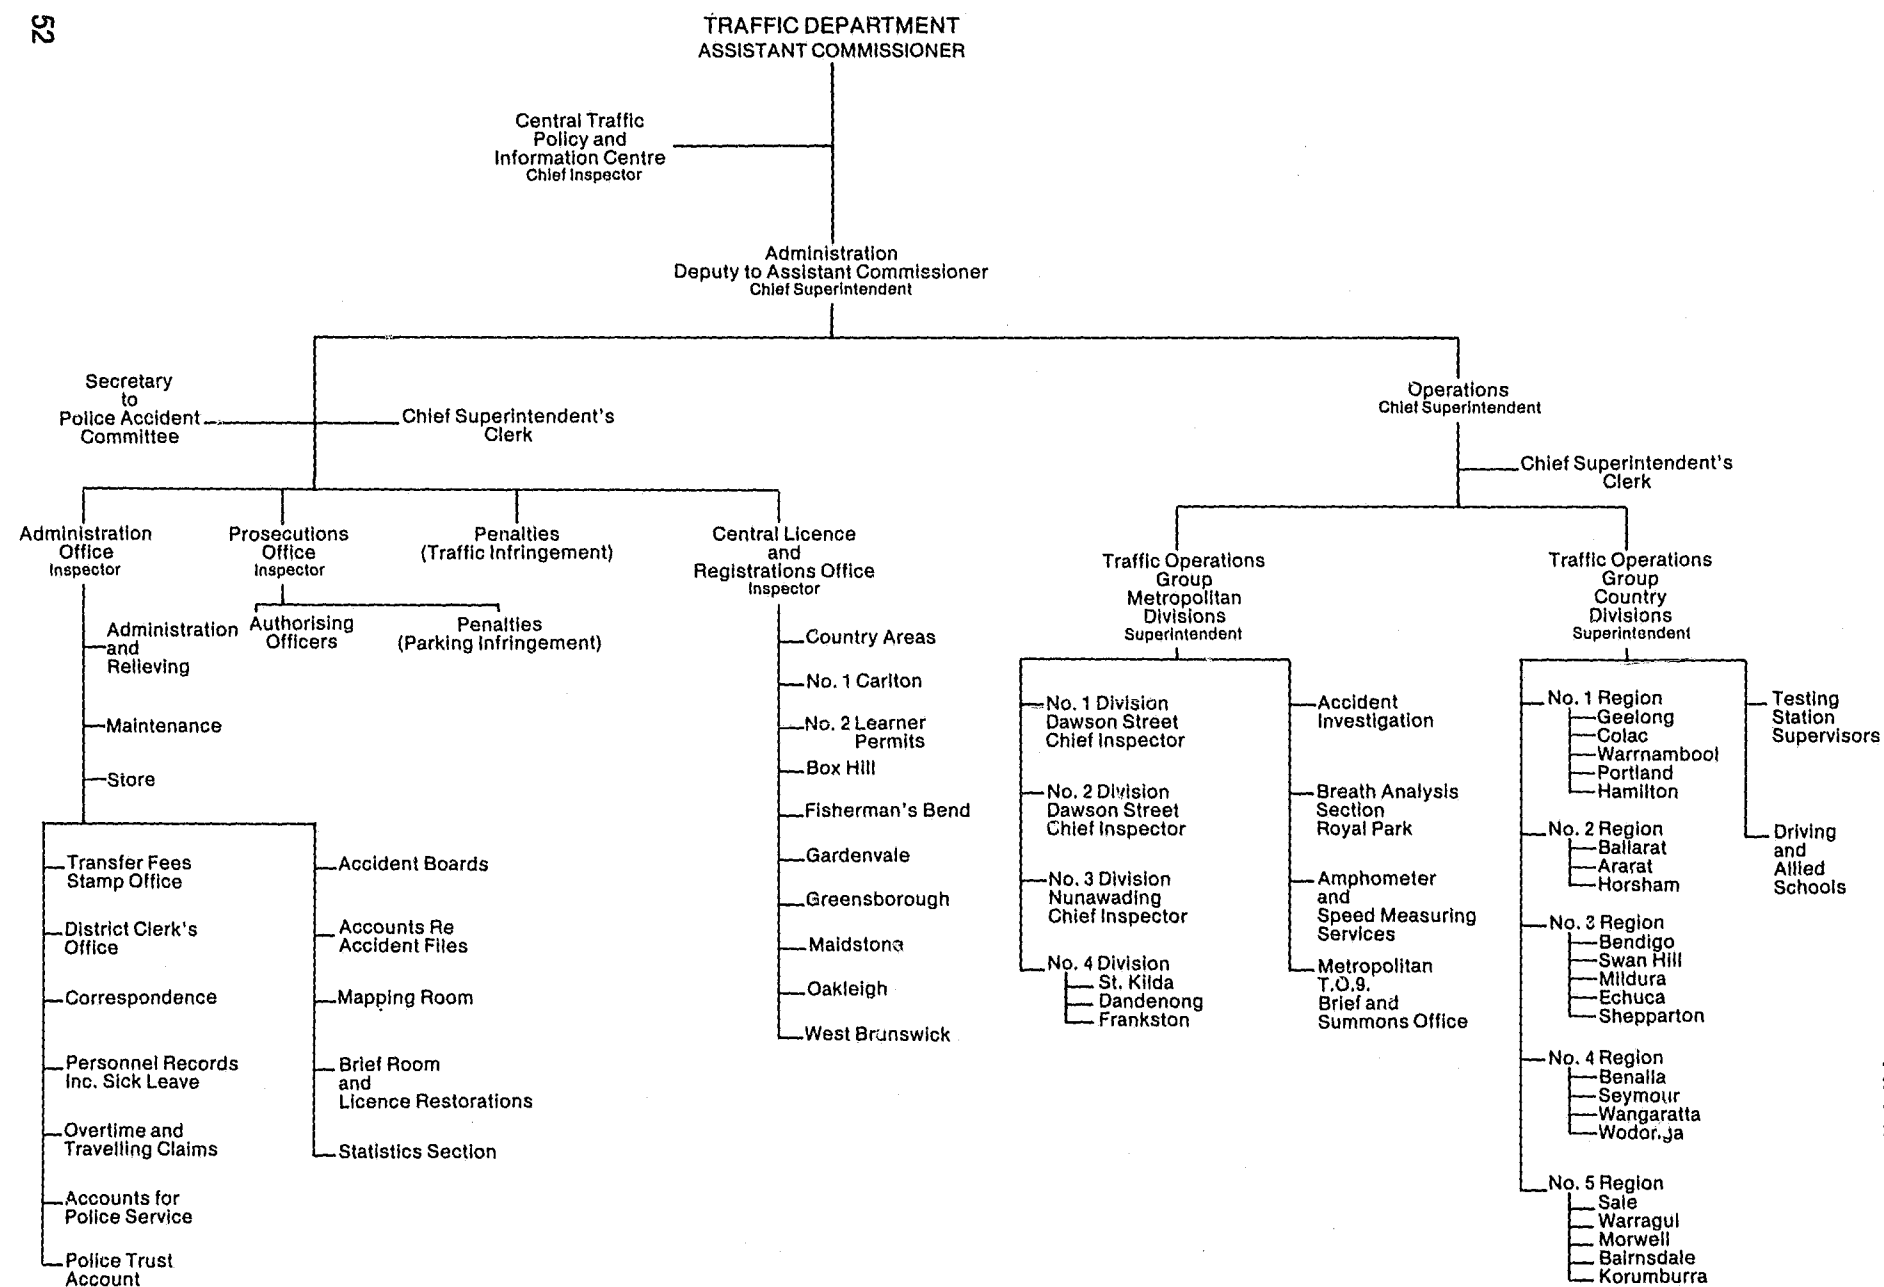 52
TRAFFIC DEPARTMENT
ASSISTANT COMMISSIONER
Central Traffic
Policy and
Information Centre
Chief Inspector
Administration
Deputy to Assistant Commissioner
Chief Superintendent
Secretary
to
Police Accident
Committee
Chief Superintendent's
Clerk
Operations
Chief Superintendent
Chief Superintendent's
Clerk
Administration
Office
Inspector
Administration
and
Relieving
Maintenance
Store
Transfer Fees
Stamp Office
District Clerk's
Office
Correspondence
Personnel Records
Inc. Sick Leave
Overtime and
Travelling Claims
Accounts for
Police Service
Police Trust
Account
Accident Boards
Accounts Re
Accident Files
Mapping Room
Brief Room
and
Licence Restorations
Statistics Section
Prosecutions
Office
Inspector
Authorising
Officers
Penalties
(Parking Infringement)
Penalties
(Traffic Infringement)
Central Licence
and
Registrations Office
Inspector
Country Areas
No. 1 Carlton
No. 2 Learner
Permits
Box Hill
Fisherman's Bend
Gardenvale
Greensborough
Maidstone
Oakleigh
West Brunswick
Traffic Operations
Group
Metropolitan
Divisions
Superintendent
No. 1 Division
Dawson Street
Chief Inspector
No. 2 Division
Dawson Street
Chief Inspector
No. 3 Division
Nunawading
Chief Inspector
No. 4 Division
St. Kilda
Dandenong
Frankston
Accident
Investigation
Breath Analysis
Section
Royal Park
Amphometer
and
Speed Measuring
Services
Metropolitan
T.O.9.
Brief and
Summons Office
Traffic Operations
Group
Country
Divisions
Superintendent
No. 1 Region
Geelong
Colac
Warrnambool
Portland
Hamilton
No. 2 Region
Ballarat
Ararat
Horsham
No. 3 Region
Bendigo
Swan Hill
Mildura
Echuca
Shepparton
No. 4 Region
Benalla
Seymour
Wangaratta
Wodonga
No. 5 Region
Sale
Warragul
Morwell
Bairnsdale
Korumburra
Testing
Station
Supervisors
Driving
and
Allied
Schools